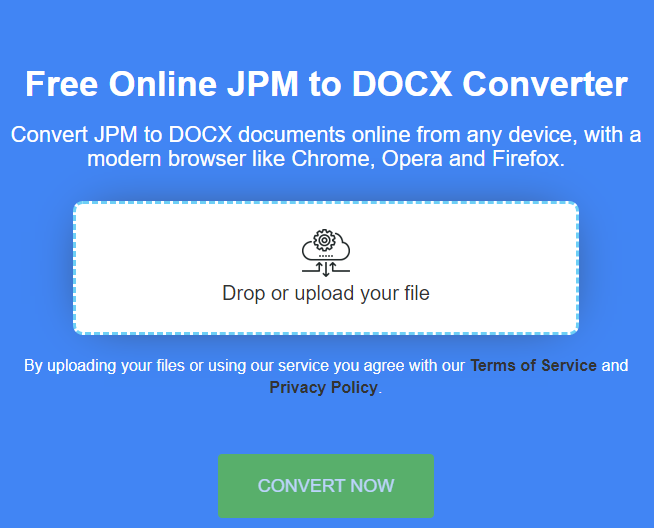 Free Online JPM to DOCX Converter
Convert JPM to DOCX documents online from any device, with a
modern browser like Chrome, Opera and Firefox.
Drop or upload your file
By uploading your files or using our service you agree with our Terms of Service and
Privacy Policy.
CONVERT NOW